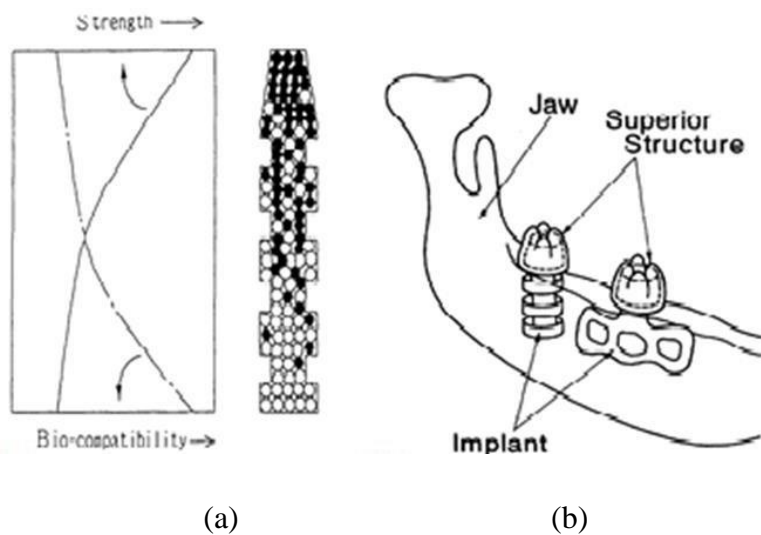 Strength →
Bio-compatibility →
Jaw
Superior
Structure
Implant
(a)
(b)